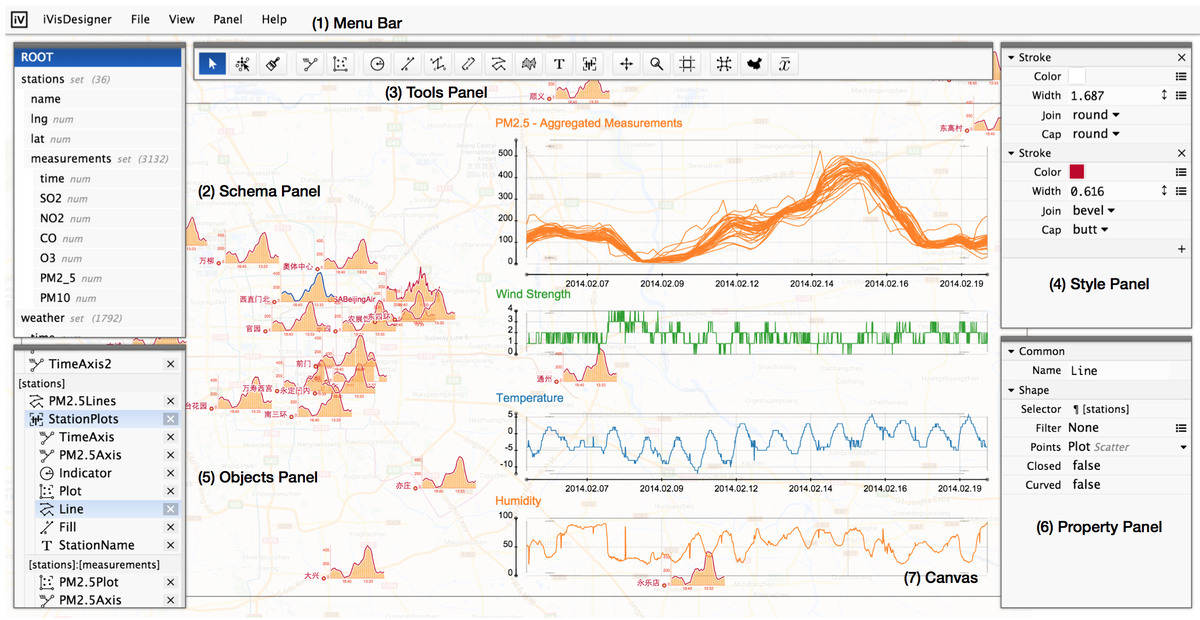 iV iVisDesigner File View Panel Help
(1) Menu Bar
ROOT
stations set (36)
name
lng num
lat num
measurements set (3132)
time num
SO2 num
NO2 num
CO num
O3 num
PM2_5 num
PM10 num
weather set (1792)
time
(2) Schema Panel
(3) Tools Panel
T
顺义
东高村
PM2.5 - Aggregated Measurements
500
400
300
200
100
0
2014.02.07 2014.02.09 2014.02.12 2014.02.14 2014.02.16 2014.02.19
Wind Strength
4
3
2
1
0
Temperature
5
0
-5
-10
2014.02.07 2014.02.09 2014.02.12 2014.02.14 2014.02.16 2014.02.19
Humidity
100
50
0
(7) Canvas
万柳
奥体中心
西直门北
USABeijingAir
官园
农展馆
东四环
前门
万寿西宫
永定门内
南三环
通州
亦庄
大兴
永乐店
Stroke
Color
Width 1.687
Join round
Cap round
Stroke
Color
Width 0.616
Join bevel
Cap butt
+
(4) Style Panel
TimeAxis2
[stations]
PM2.5Lines
StationPlots
TimeAxis
PM2.5Axis
Indicator
Plot
Line
Fill
T StationName
[stations]:[measurements]
PM2.5Plot
PM2.5Axis
(5) Objects Panel
Common
Name Line
Shape
Selector ¶ [stations]
Filter None
Points Plot Scatter
Closed false
Curved false
(6) Property Panel